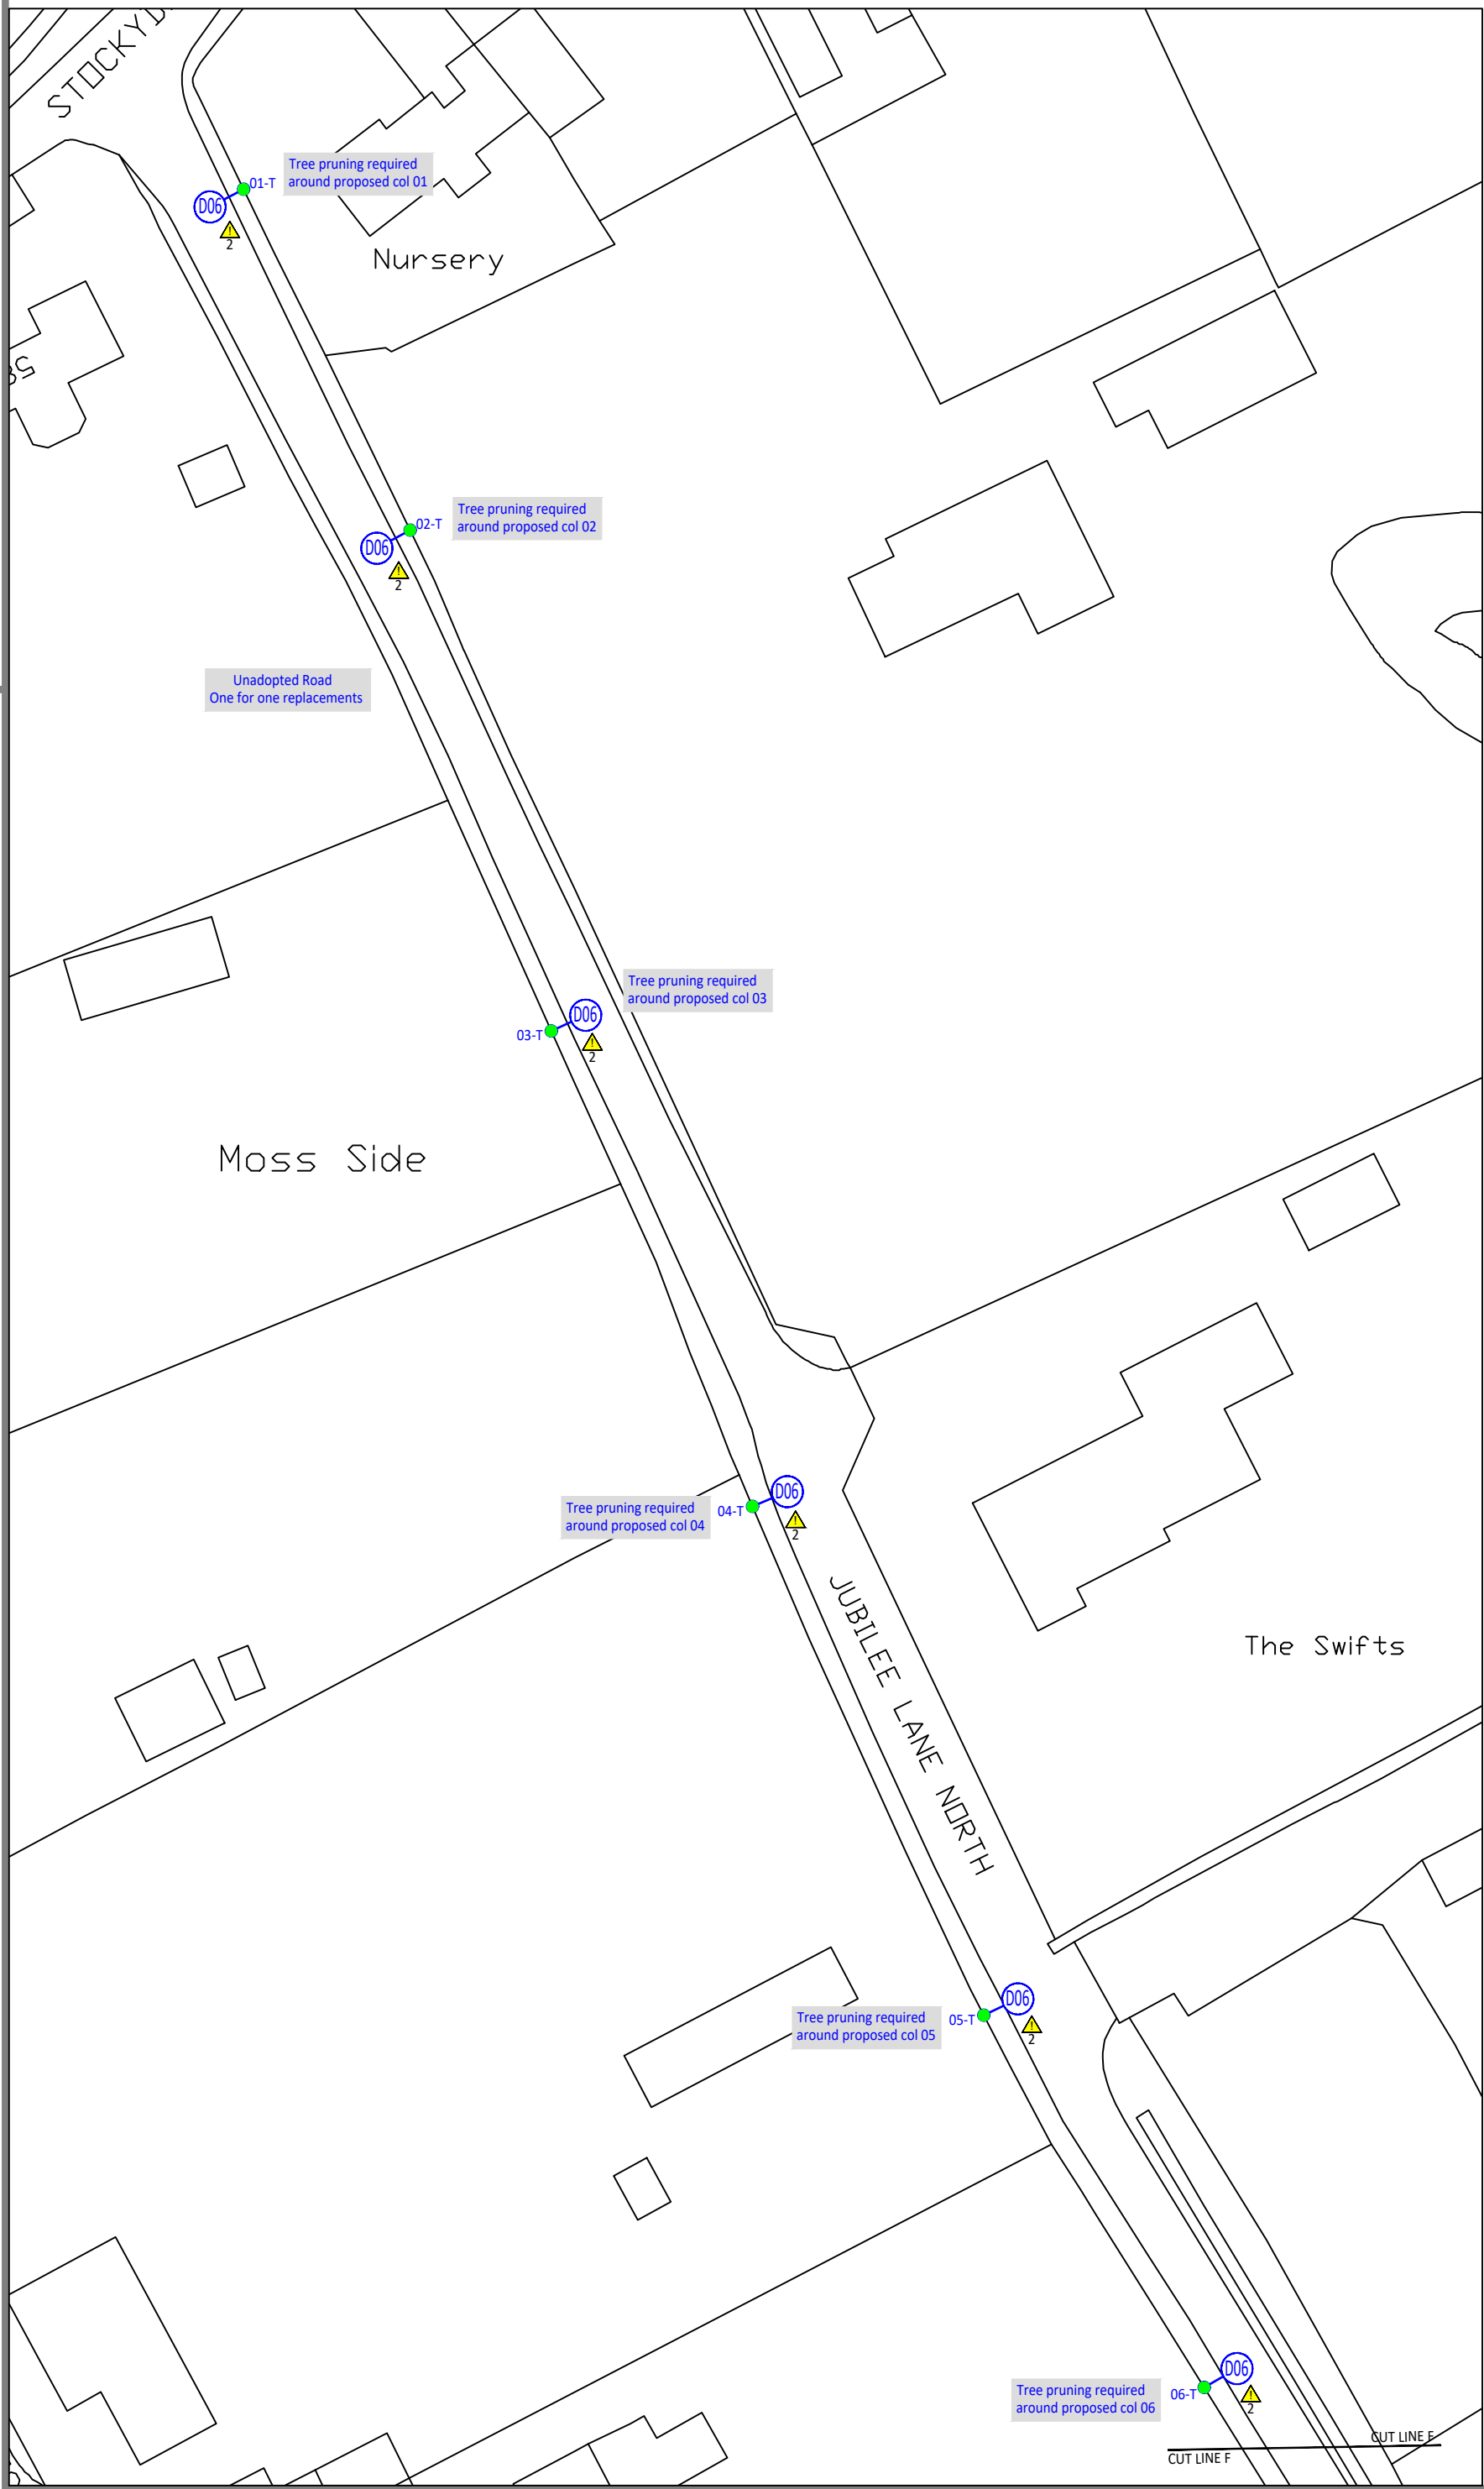 STOCKYD
01-T
Tree pruning required
around proposed col 01
D06
2
Nursery
58
02-T
Tree pruning required
around proposed col 02
D06
2
Unadopted Road
One for one replacements
Tree pruning required
around proposed col 03
D06
03-T
2
Moss Side
D06
Tree pruning required
around proposed col 04
04-T
2
JUBILEE LANE NORTH
The Swifts
D06
Tree pruning required
around proposed col 05
05-T
2
D06
Tree pruning required
around proposed col 06
06-T
2
CUT LINE F
CUT LINE F